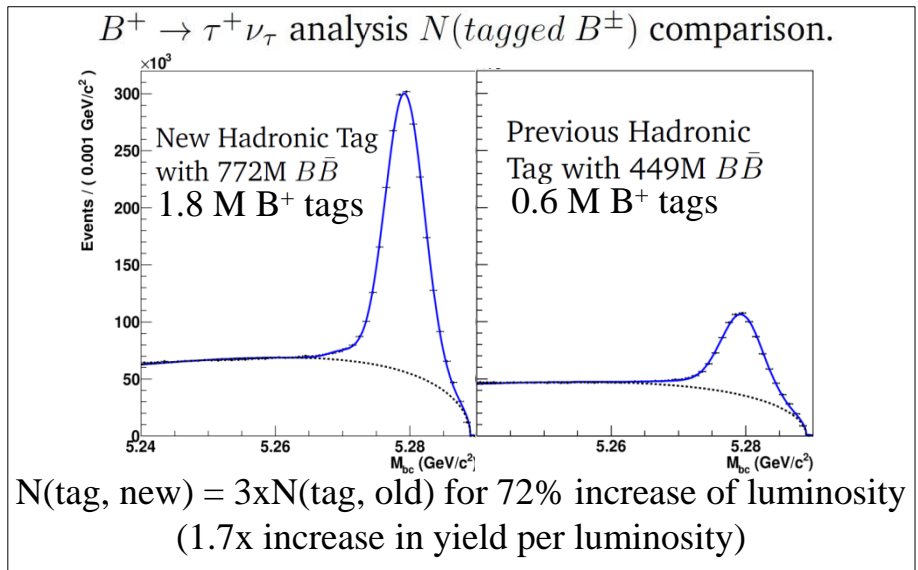 B⁺ → τ⁺ν_τ analysis N(tagged B^±) comparison.
×10³
Events / ( 0.001 GeV/c² )
300
250
200
150
100
50
0
New Hadronic Tag
with 772M BB̄
1.8 M B⁺ tags
5.24
5.26
5.28
M_bc (GeV/c²)
Previous Hadronic
Tag with 449M BB̄
0.6 M B⁺ tags
5.26
5.28
M_bc (GeV/c²)
N(tag, new) = 3xN(tag, old) for 72% increase of luminosity
(1.7x increase in yield per luminosity)